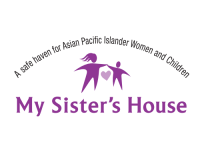 A safe haven for Asian Pacific Islander Women and Children
My Sister's House